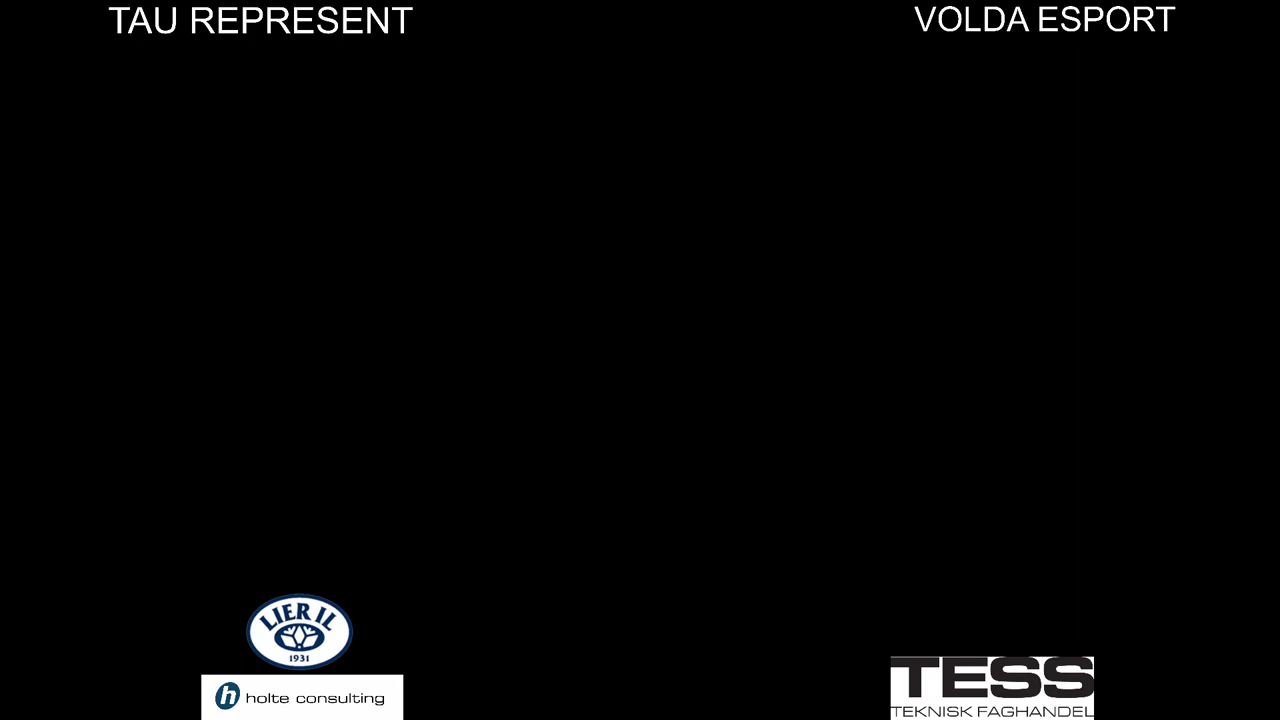 TAU REPRESENT
VOLDA ESPORT
LIER IL
1931
h holte consulting
TESS
TEKNISK FAGHANDEL